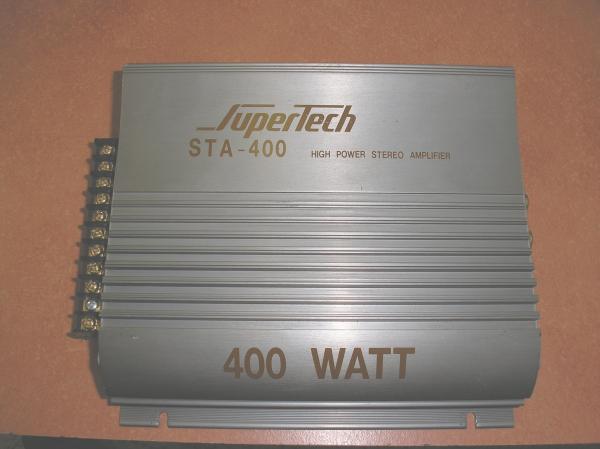 SuperTech
STA-400 HIGH POWER STEREO AMPLIFIER
400 WATT